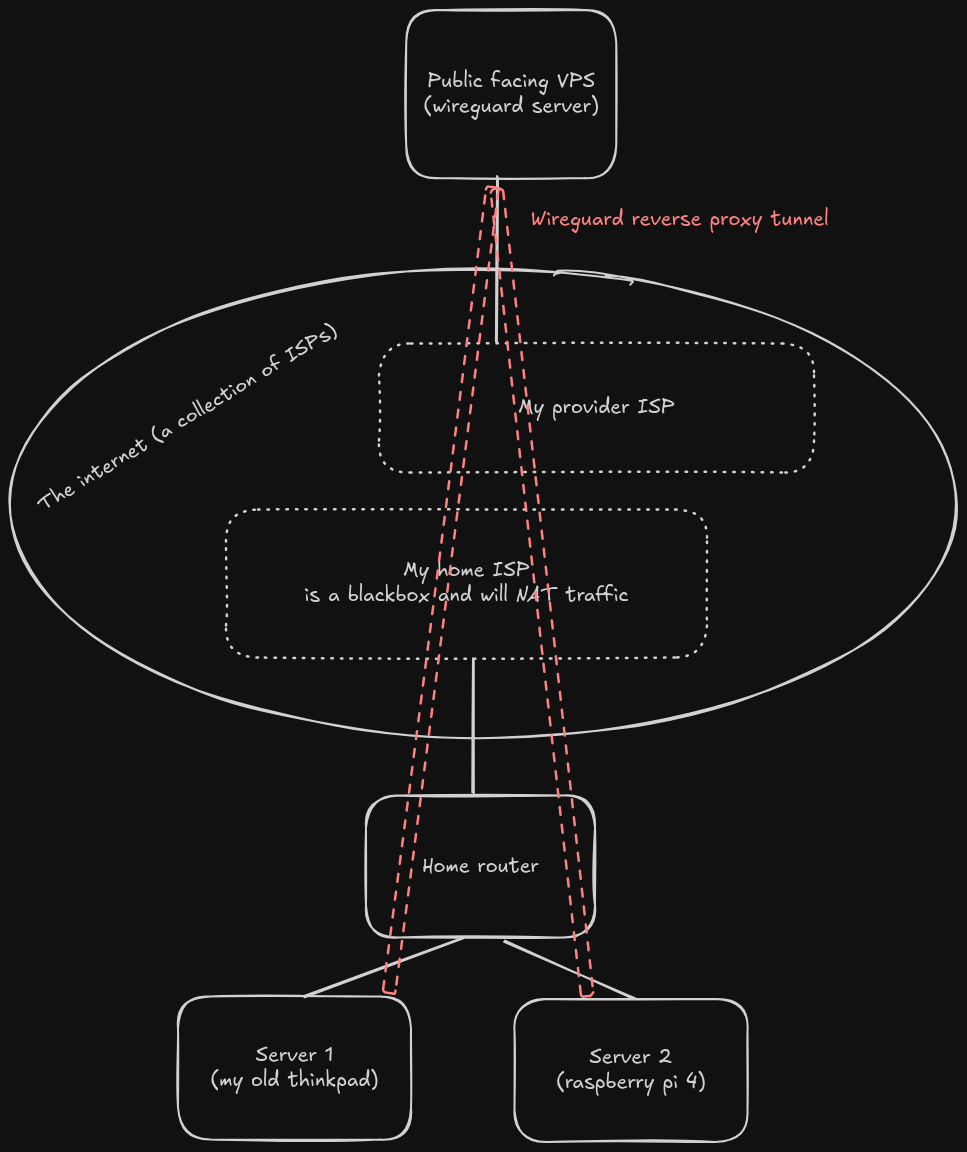 Public facing VPS
(wireguard server)
Wireguard reverse proxy tunnel
The internet (a collection of ISPs)
My provider ISP
My home ISP
is a blackbox and will NAT traffic
Home router
Server 1
(my old thinkpad)
Server 2
(raspberry pi 4)